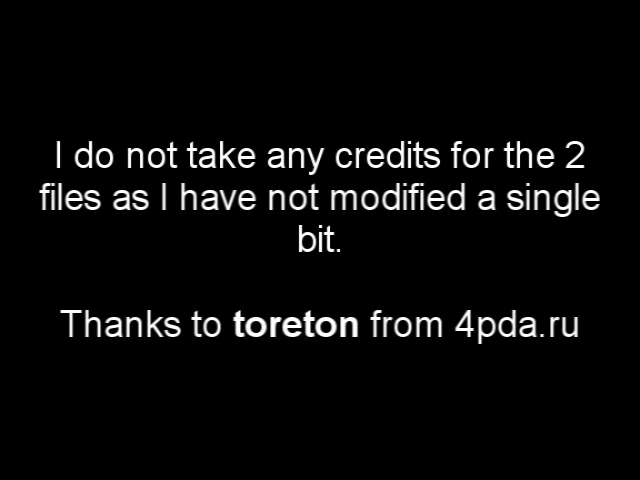 I do not take any credits for the 2
files as I have not modified a single
bit.
Thanks to toreton from 4pda.ru